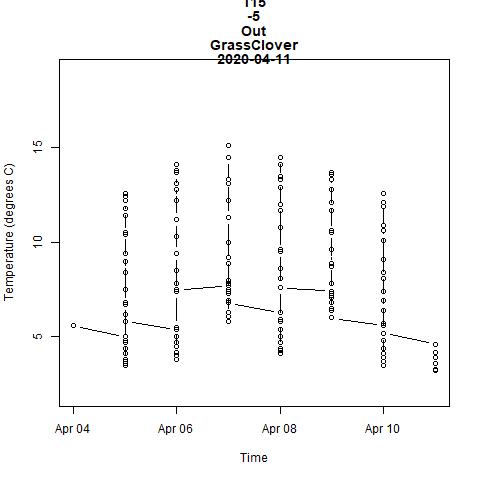 T15
-5
Out
GrassClover
2020-04-11
15
10
5
Temperature (degrees C)
Apr 04
Apr 06
Apr 08
Apr 10
Time